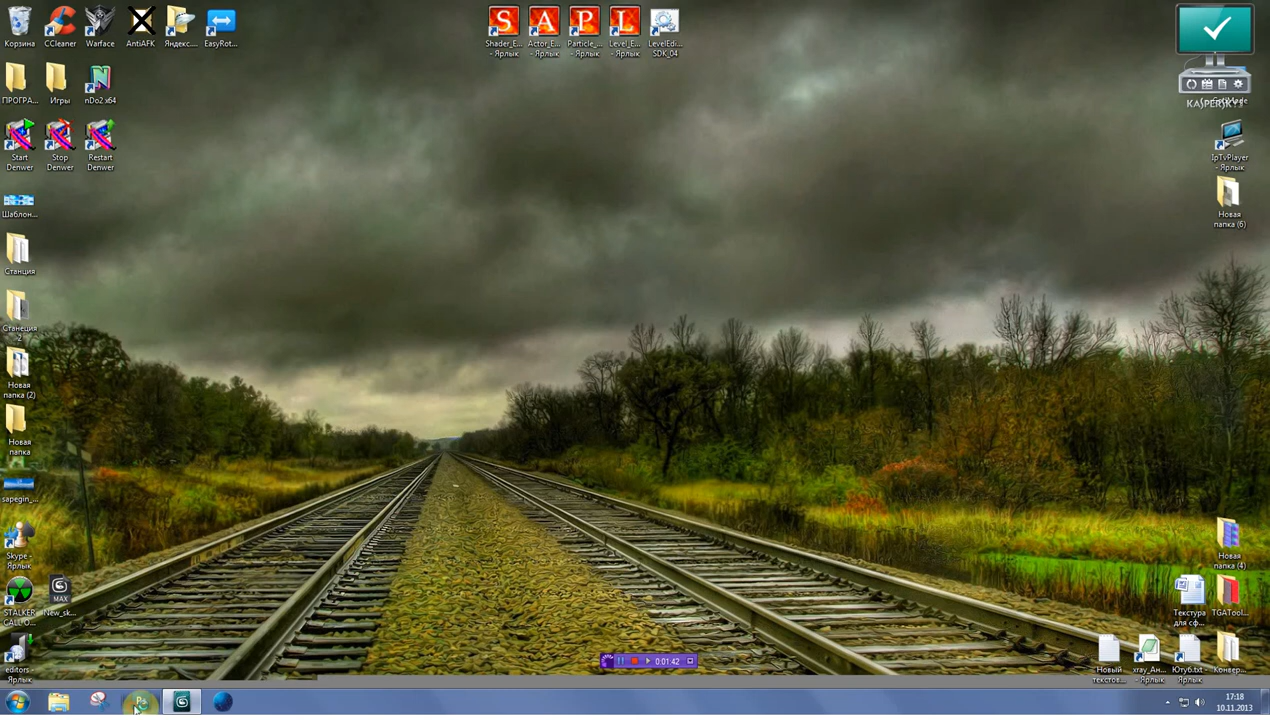 Корзина
CCleaner
Warface
AntiAFK
Яндекс....
EasyRot...
S
A
P
L
Shader_E...
- Ярлык
Actor_E...
- Ярлык
Particle_...
- Ярлык
Level_E...
- Ярлык
LevelEdi...
SDK_04
KASPERSKY
ПРОГРА...
Игры
nDo2 x64
Start
Denwer
Stop
Denwer
Restart
Denwer
IpTvPlayer
- Ярлык
Шаблон...
Новая
папка (6)
Станция
Станеция
2
Новая
папка (2)
Новая
папка
sapegin_...
Skype -
Ярлык
Новая
папка (4)
MAX
STALKER
CALL O...
New_sk...
Текстура
для сф...
TGATool...
editors -
Ярлык
0:01:42
Новый
текстов...
xray_Ан...
- Ярлык
Ютуб.txt -
Ярлык
Конвер...
Ps
17:18
10.11.2013